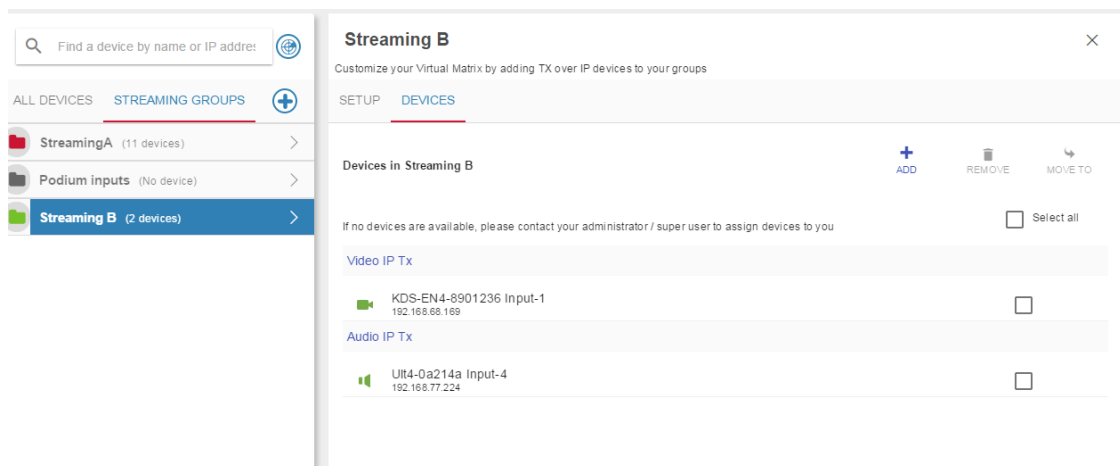 Find a device by name or IP addre
ALL DEVICES STREAMING GROUPS
StreamingA (11 devices)
Podium inputs (No device)
Streaming B (2 devices)
Streaming B
Customize your Virtual Matrix by adding TX over IP devices to your groups
SETUP DEVICES
Devices in Streaming B
ADD REMOVE MOVE TO
If no devices are available, please contact your administrator / super user to assign devices to you
Select all
Video IP Tx
KDS-EN4-8901236 Input-1
192.168.68.169
Audio IP Tx
Ult4-0a214a Input-4
192.168.77.224